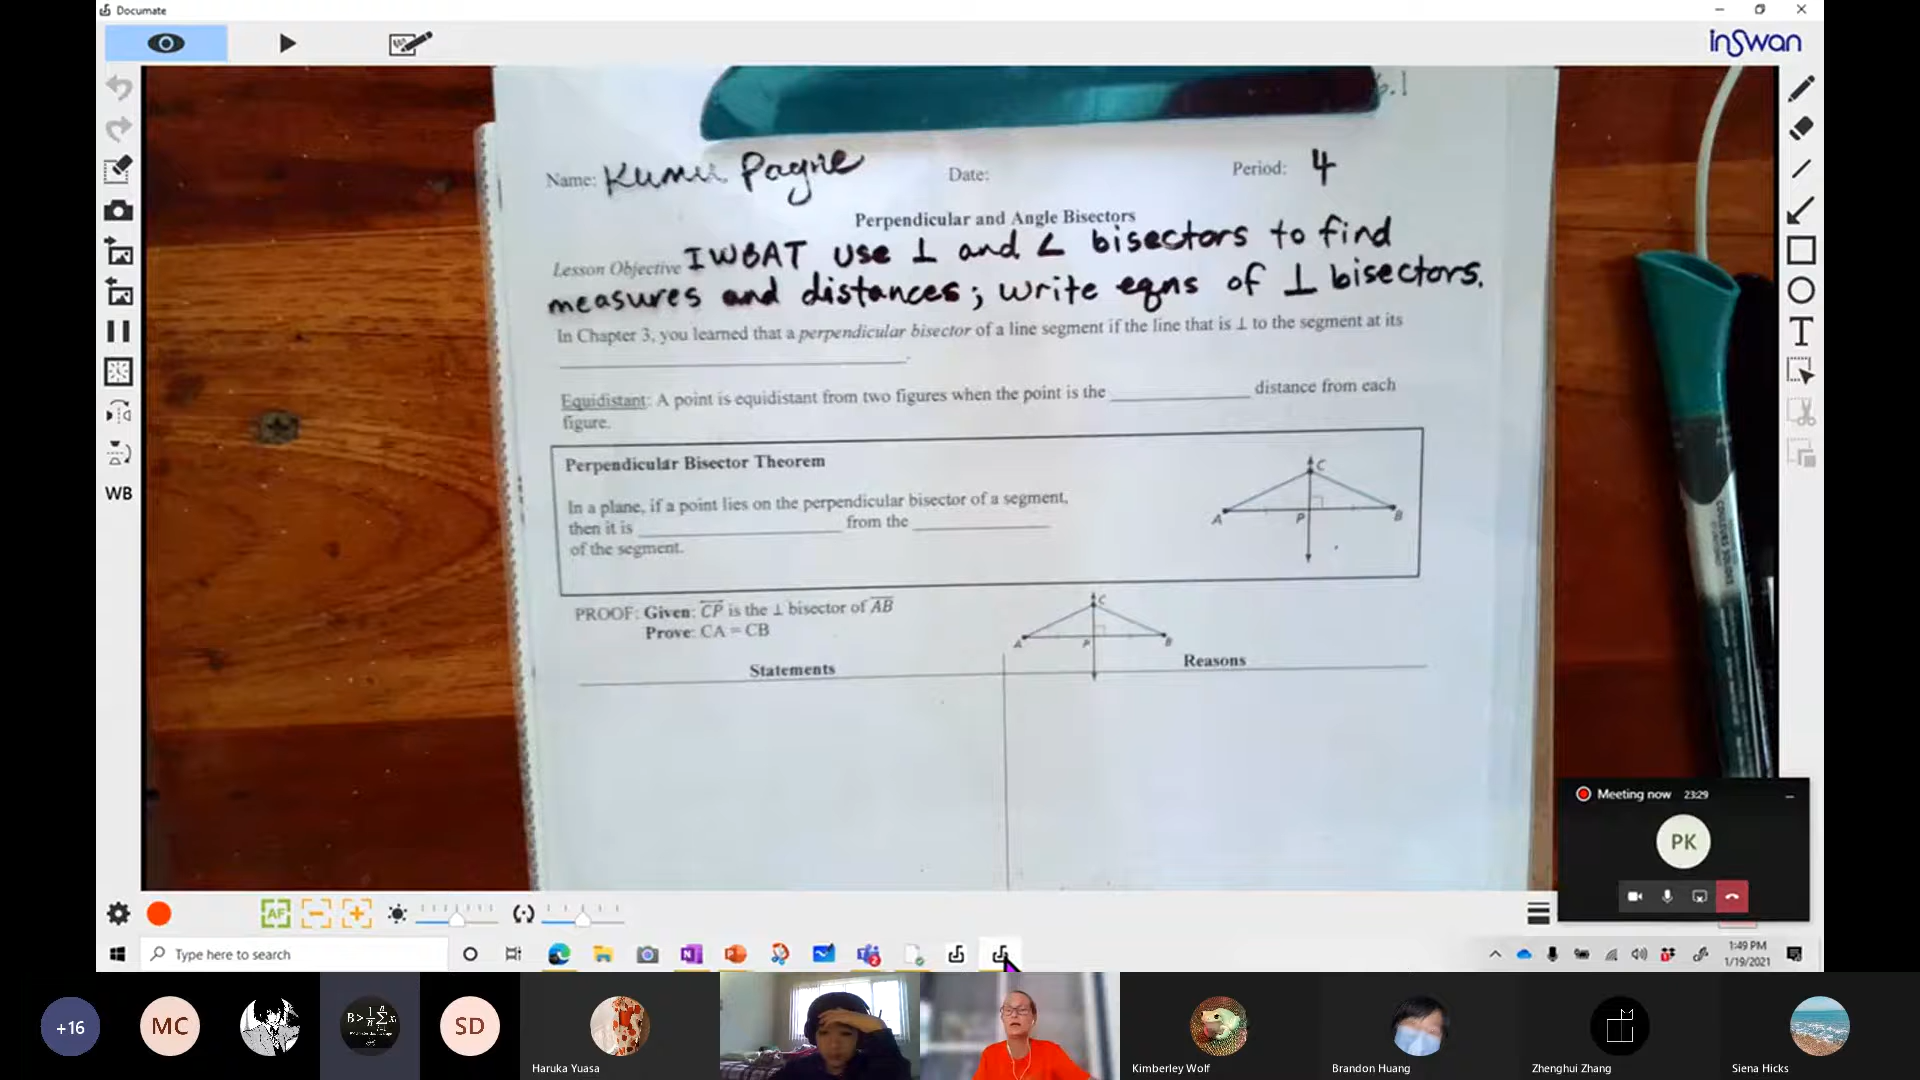 Documate
inswan
6.1
Name: Kumu Payne Date: Period: 4
Perpendicular and Angle Bisectors
Lesson Objective IWBAT use ⊥ and ∠ bisectors to find
measures and distances; write eqns of ⊥ bisectors.
In Chapter 3, you learned that a perpendicular bisector of a line segment if the line that is ⊥ to the segment at its
.
Equidistant: A point is equidistant from two figures when the point is the distance from each
figure.
Perpendicular Bisector Theorem
In a plane, if a point lies on the perpendicular bisector of a segment,
then it is from the
of the segment.
C
A P B
PROOF: Given: CP is the ⊥ bisector of AB
Prove: CA = CB
C
A P B
Statements Reasons
WB
T
Meeting now 23:29
PK
AF
Type here to search
1:49 PM
1/19/2021
+16
MC
SD
Haruka Yuasa
Kimberley Wolf
Brandon Huang
Zhenghui Zhang
Siena Hicks